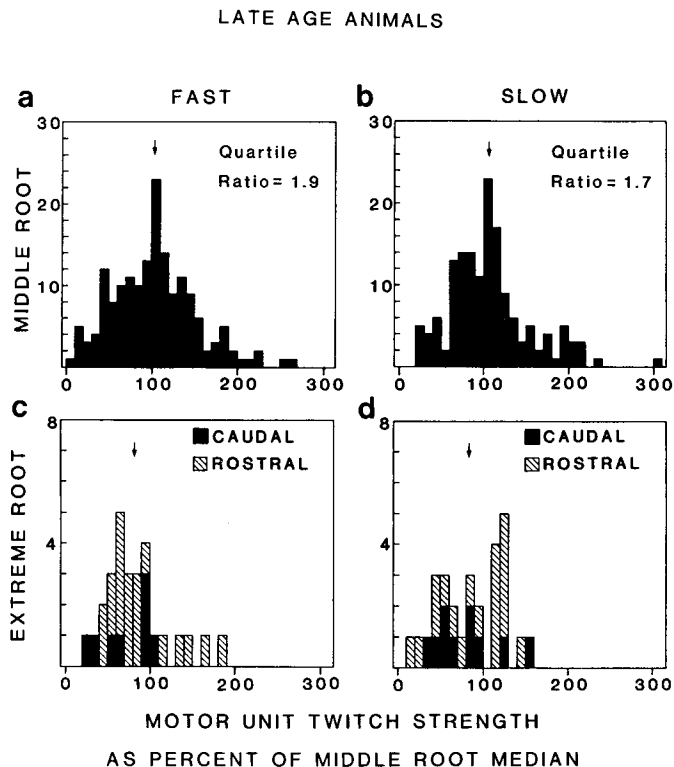 LATE AGE ANIMALS
a
FAST
b
SLOW
30
20
10
0
100
200
300
MIDDLE ROOT
Quartile
Ratio= 1.9
30
20
10
0
100
200
300
Quartile
Ratio= 1.7
c
8
4
0
100
200
300
EXTREME ROOT
CAUDAL
ROSTRAL
d
8
4
0
100
200
300
CAUDAL
ROSTRAL
MOTOR UNIT TWITCH STRENGTH
AS PERCENT OF MIDDLE ROOT MEDIAN